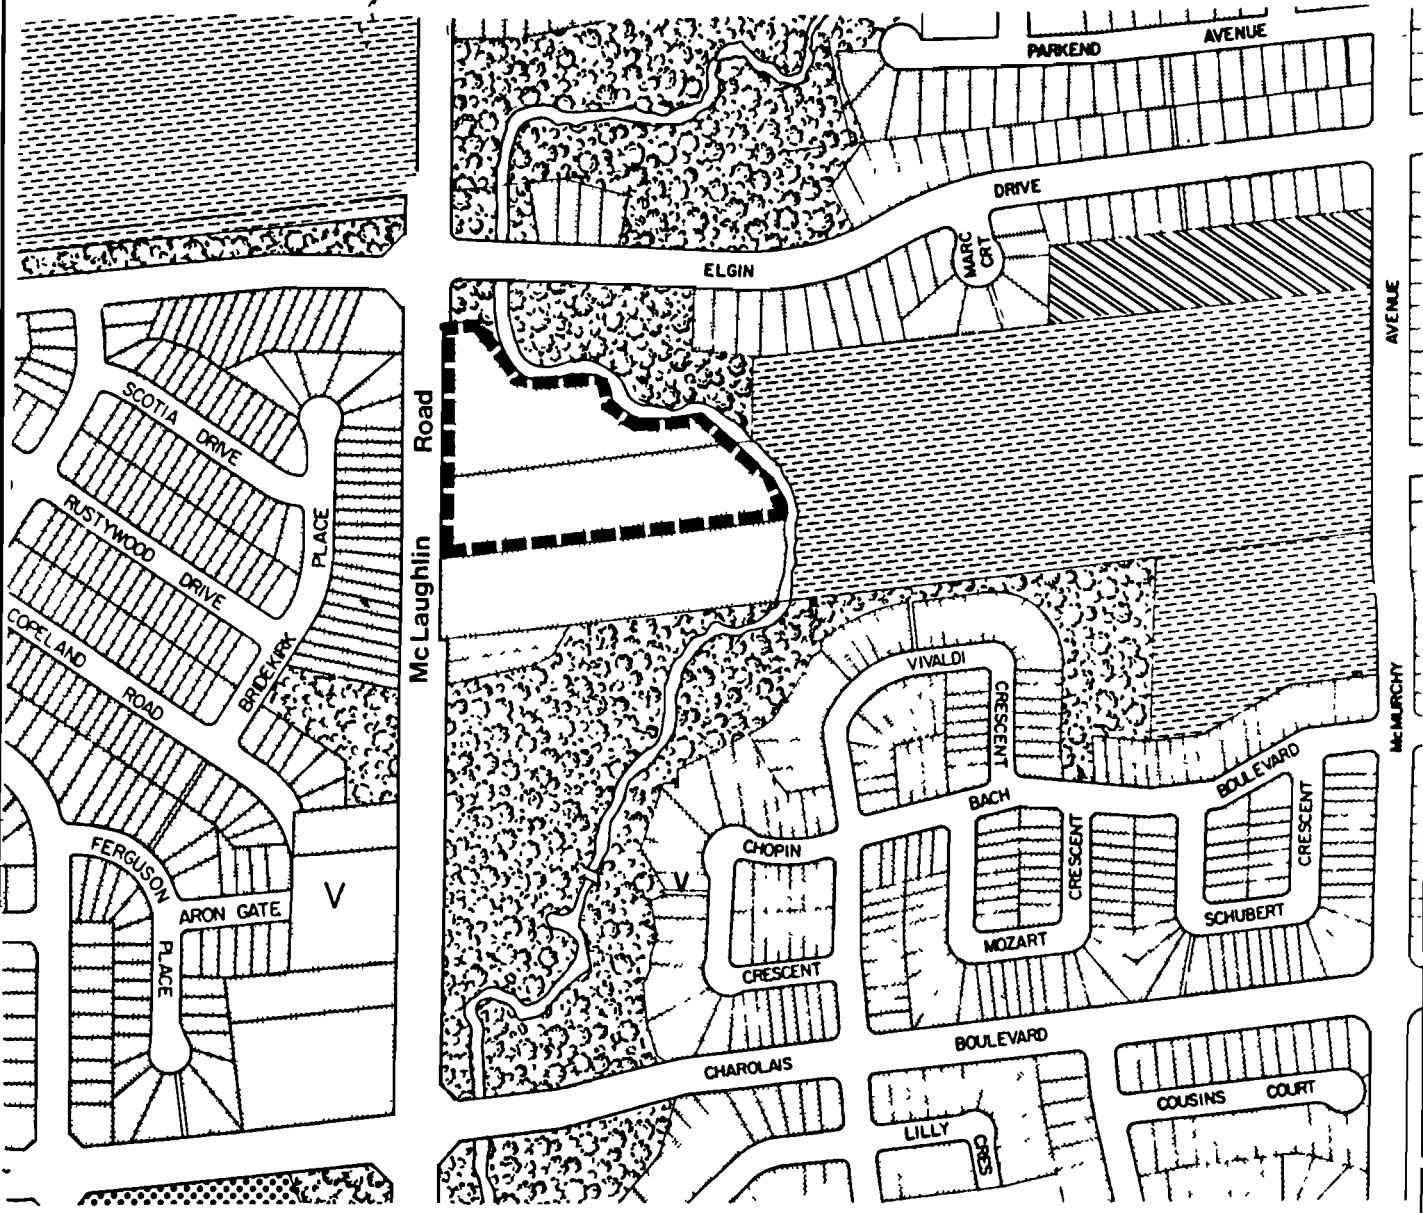 PARKEND AVENUE
DRIVE
MARC
CRT
ELGIN
AVENUE
McMURCHY
SCOTIA DRIVE
PLACE
BRIDEKIRK
RUSTYWOOD DRIVE
COPELAND ROAD
McLaughlin Road
FERGUSON
PLACE
ARON GATE
V
V
VIVALDI
CRESCENT
BACH
BOULEVARD
CHOPIN
CRESCENT
CRESCENT
MOZART
CRESCENT
SCHUBERT
CHAROLAIS BOULEVARD
COUSINS COURT
LILLY
CRES